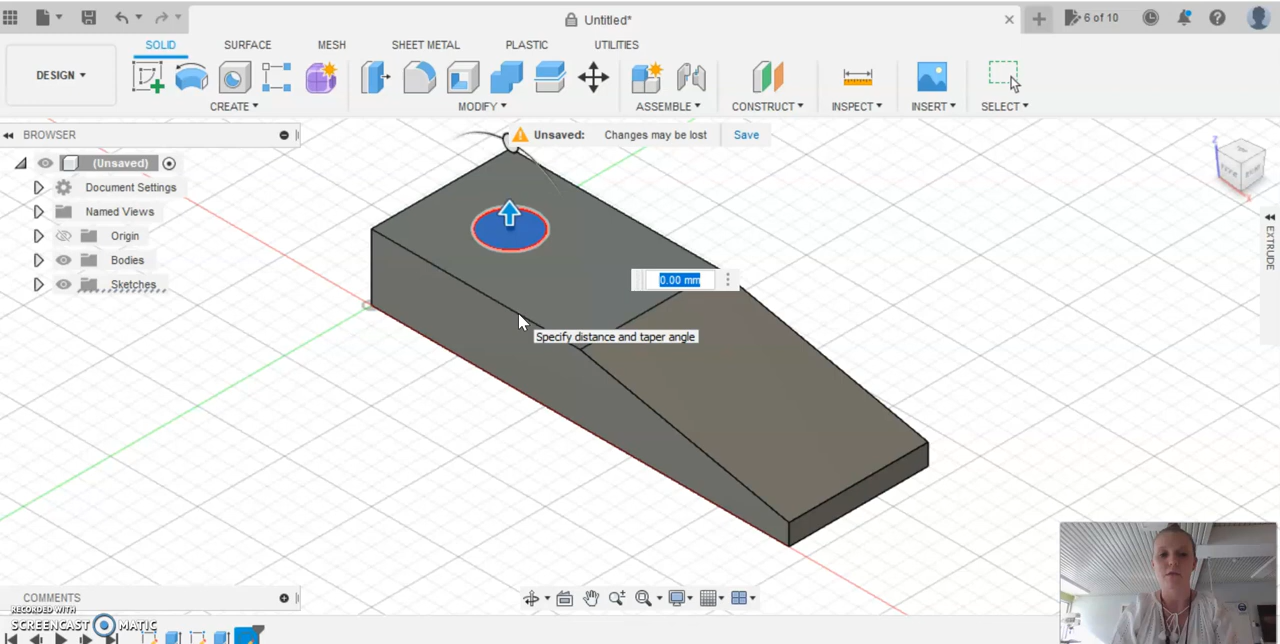 Untitled*
6 of 10
SOLID SURFACE MESH SHEET METAL PLASTIC UTILITIES
DESIGN
CREATE MODIFY ASSEMBLE CONSTRUCT INSPECT INSERT SELECT
BROWSER
Unsaved: Changes may be lost Save
(Unsaved)
Document Settings
Named Views
Origin
Bodies
Sketches
Z
EXTRUDE
0.00 mm
Specify distance and taper angle
COMMENTS
RECORDED WITH
SCREENCAST MATIC